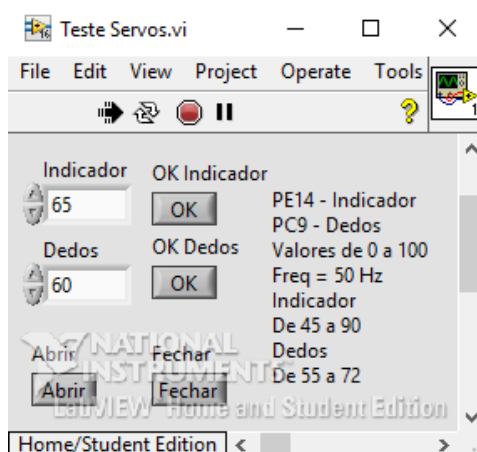 Teste Servos.vi
File Edit View Project Operate Tools
Indicador
65
OK Indicador
OK
Dedos
60
OK Dedos
OK
PE14 - Indicador
PC9 - Dedos
Valores de 0 a 100
Freq = 50 Hz
Indicador
De 45 a 90
Dedos
De 55 a 72
Abrir
Abrir
Fechar
Fechar
NATIONAL
INSTRUMENTS
LabVIEW Home and Student Edition
Home/Student Edition